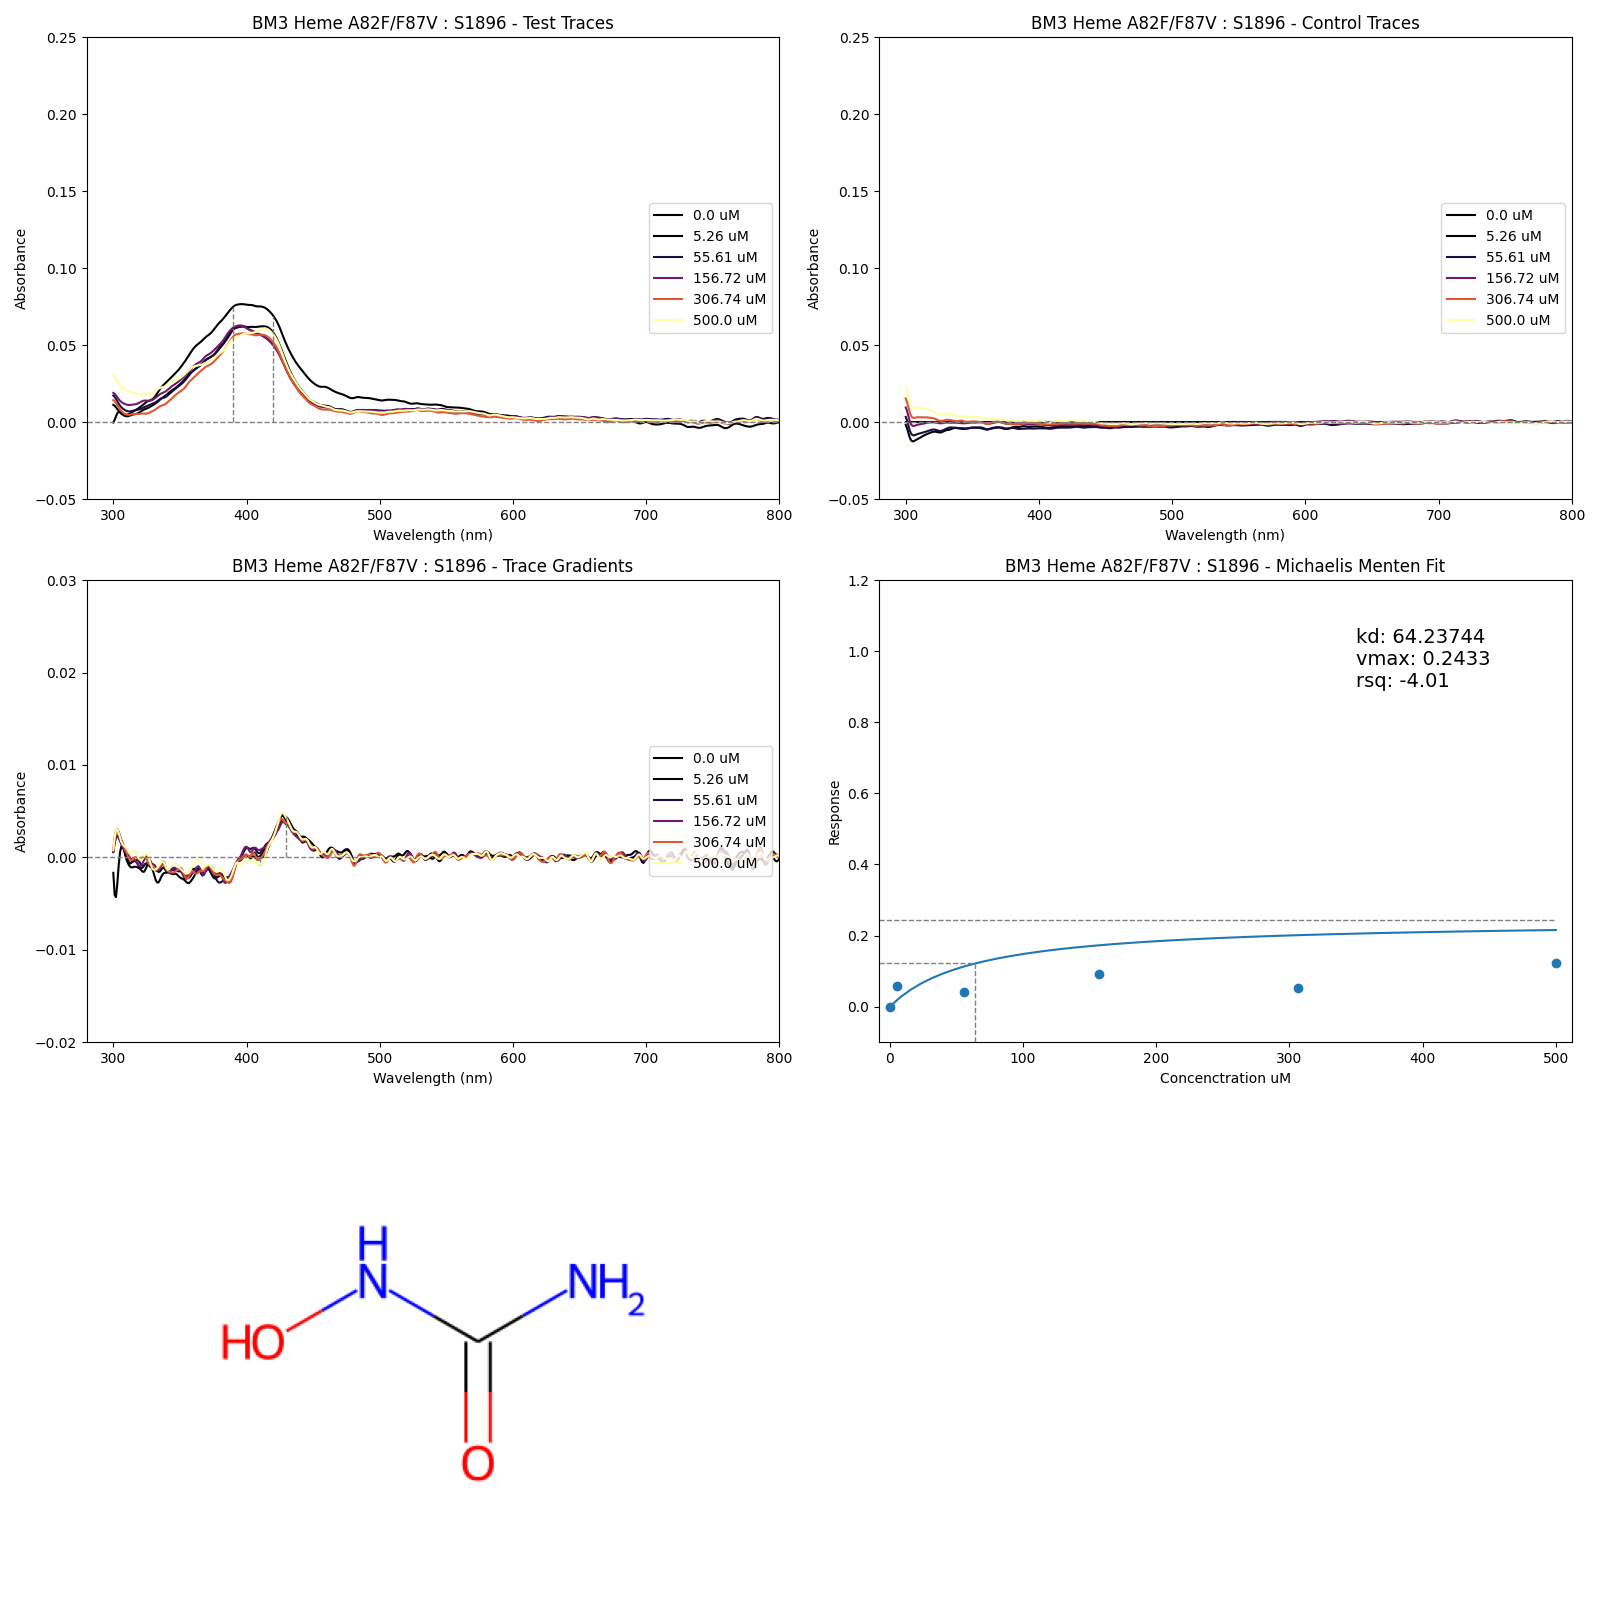 BM3 Heme A82F/F87V : S1896 - Test Traces
0.25
0.20
0.15
0.10
0.05
0.00
−0.05
Absorbance
300 400 500 600 700 800
Wavelength (nm)
0.0 uM
5.26 uM
55.61 uM
156.72 uM
306.74 uM
500.0 uM
BM3 Heme A82F/F87V : S1896 - Control Traces
0.25
0.20
0.15
0.10
0.05
0.00
−0.05
Absorbance
300 400 500 600 700 800
Wavelength (nm)
0.0 uM
5.26 uM
55.61 uM
156.72 uM
306.74 uM
500.0 uM
BM3 Heme A82F/F87V : S1896 - Trace Gradients
0.03
0.02
0.01
0.00
−0.01
−0.02
Absorbance
300 400 500 600 700 800
Wavelength (nm)
0.0 uM
5.26 uM
55.61 uM
156.72 uM
306.74 uM
500.0 uM
BM3 Heme A82F/F87V : S1896 - Michaelis Menten Fit
1.2
1.0
0.8
0.6
0.4
0.2
0.0
Response
0 100 200 300 400 500
Concenctration uM
kd: 64.23744
vmax: 0.2433
rsq: -4.01
H
N
NH2
HO
O